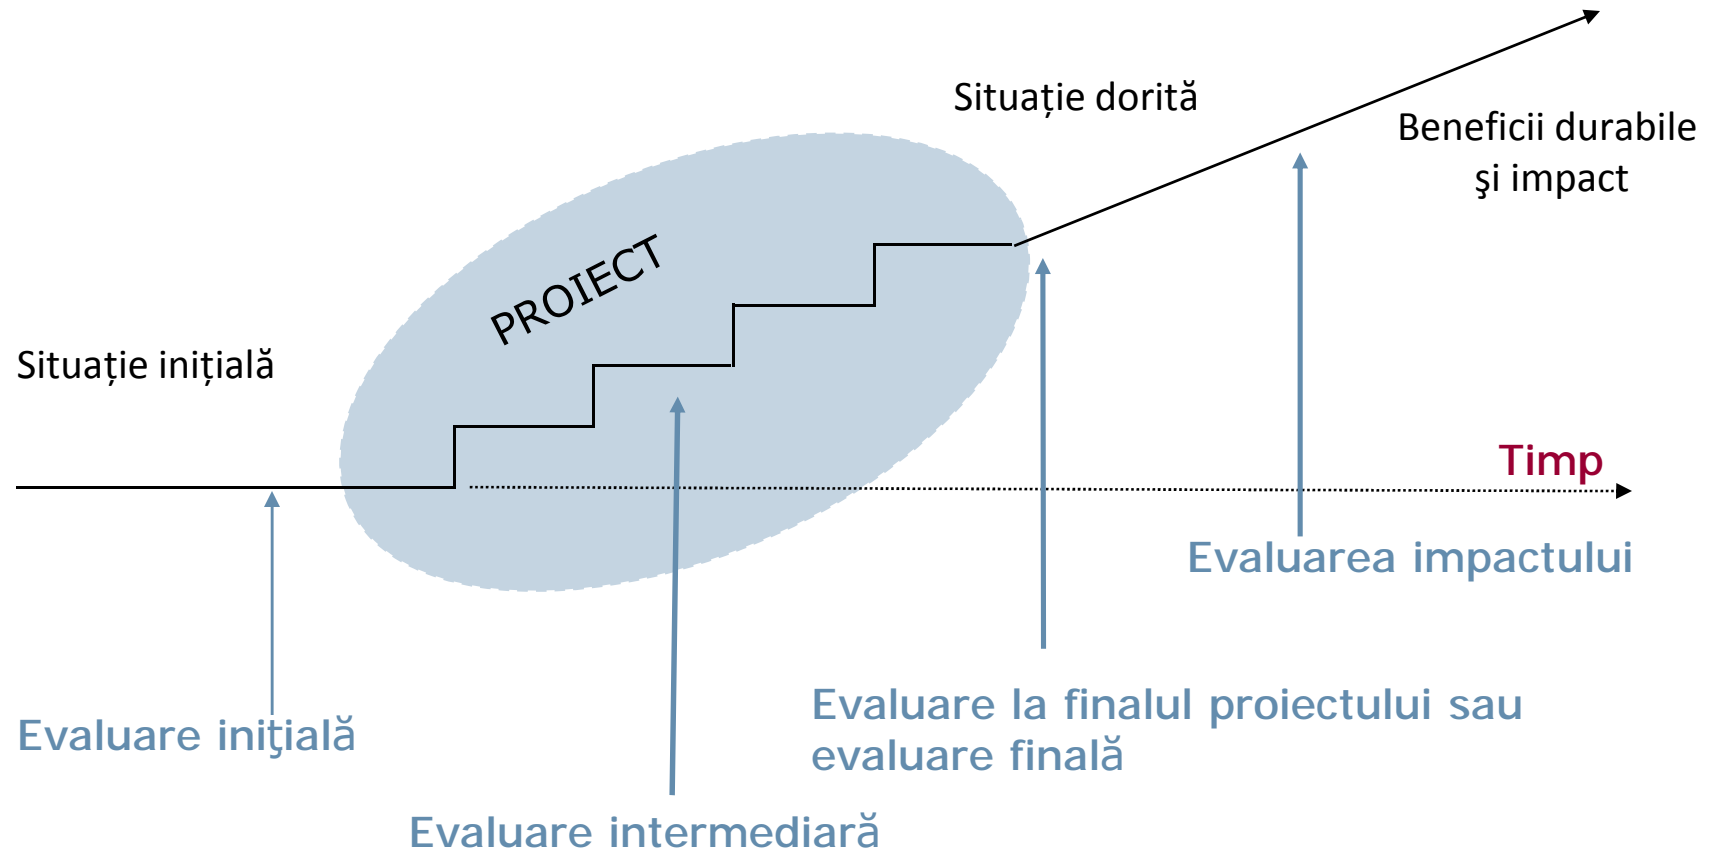 Situație dorită
Beneficii durabile
şi impact
PROIECT
Situație inițială
Timp
Evaluarea impactului
Evaluare la finalul proiectului sau
evaluare finală
Evaluare iniţială
Evaluare intermediară